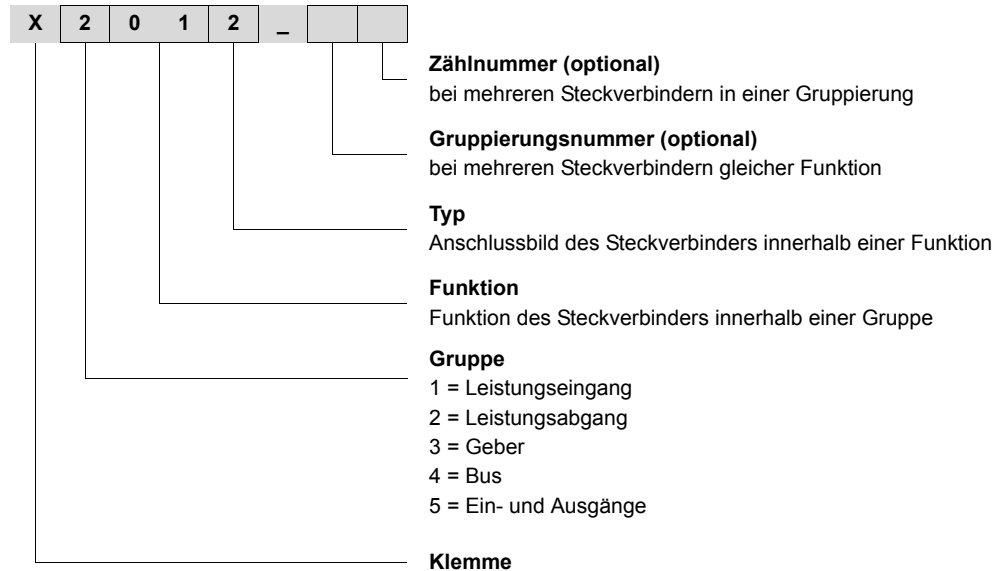 X 2 0 1 2 _
Zählnummer (optional)
bei mehreren Steckverbindern in einer Gruppierung
Gruppierungsnummer (optional)
bei mehreren Steckverbindern gleicher Funktion
Typ
Anschlussbild des Steckverbinders innerhalb einer Funktion
Funktion
Funktion des Steckverbinders innerhalb einer Gruppe
Gruppe
1 = Leistungseingang
2 = Leistungsabgang
3 = Geber
4 = Bus
5 = Ein- und Ausgänge
Klemme